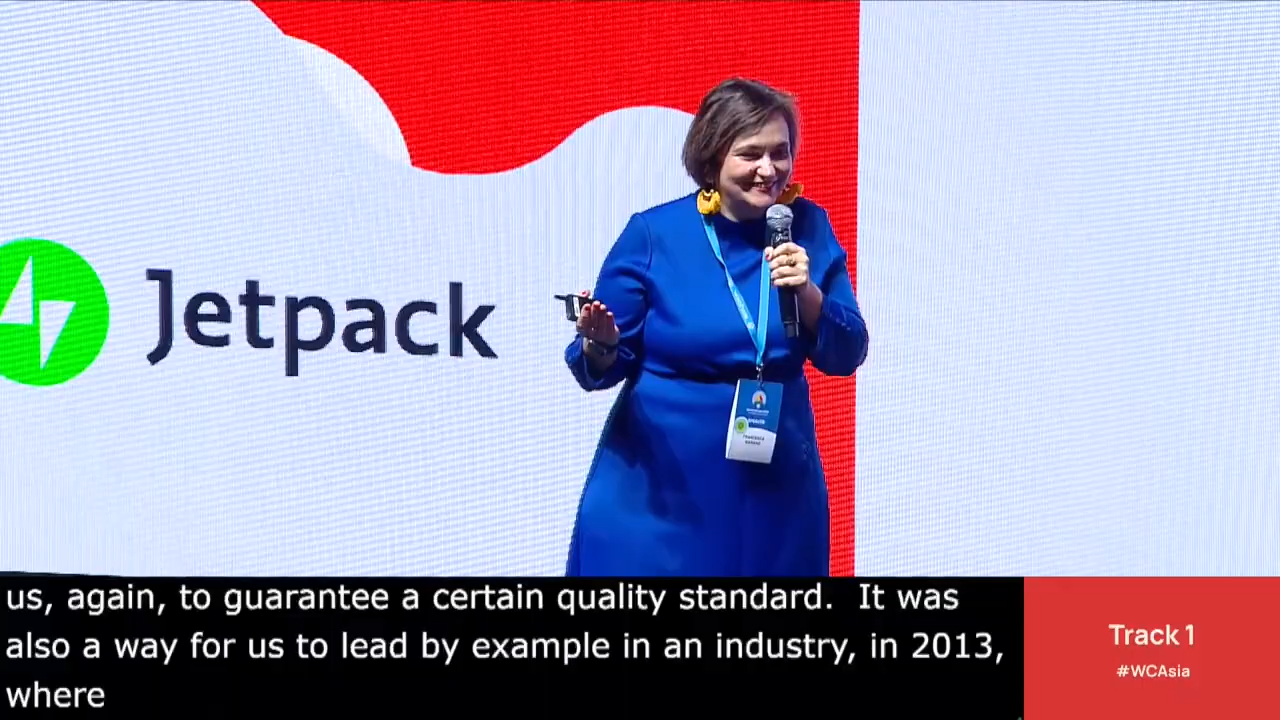 Jetpack
us, again, to guarantee a certain quality standard.  It was
also a way for us to lead by example in an industry, in 2013,
where
Track 1
#WCAsia